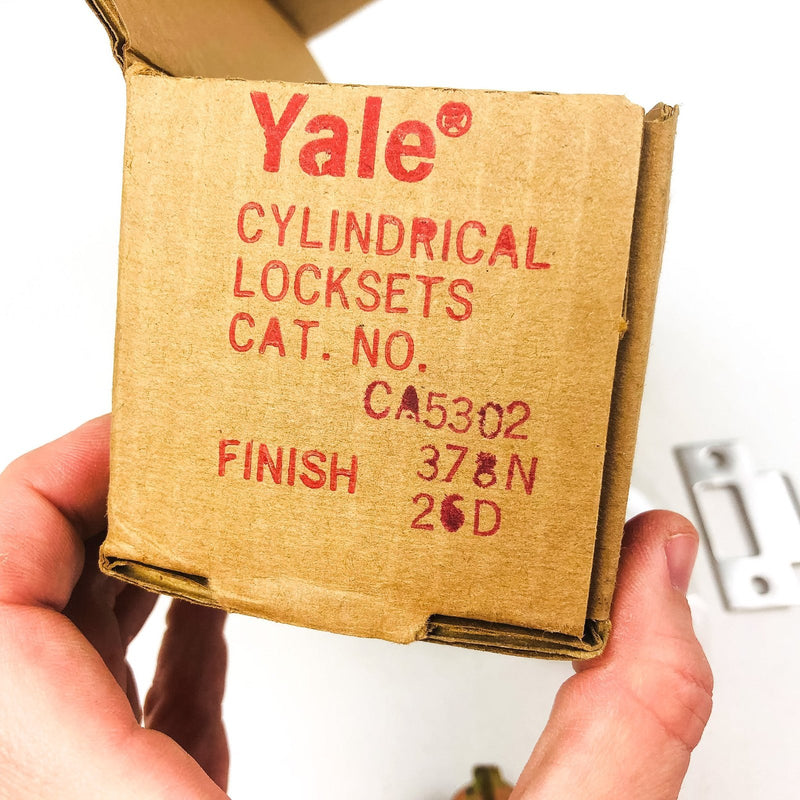 Yale®
CYLINDRICAL
LOCKSETS
CAT. NO.
CA5302
378N
FINISH 26D